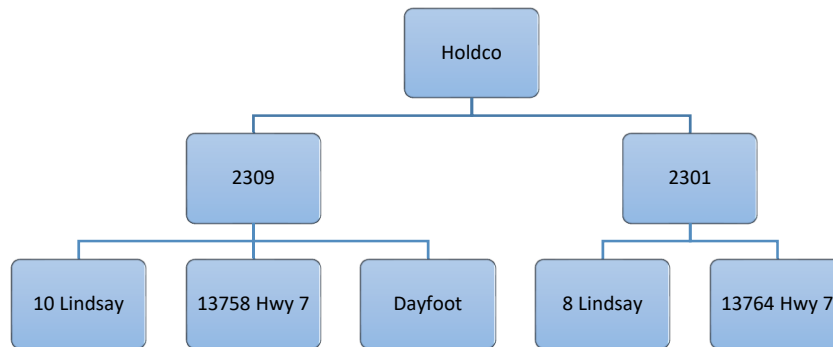 Holdco
2309
2301
10 Lindsay
13758 Hwy 7
Dayfoot
8 Lindsay
13764 Hwy 7